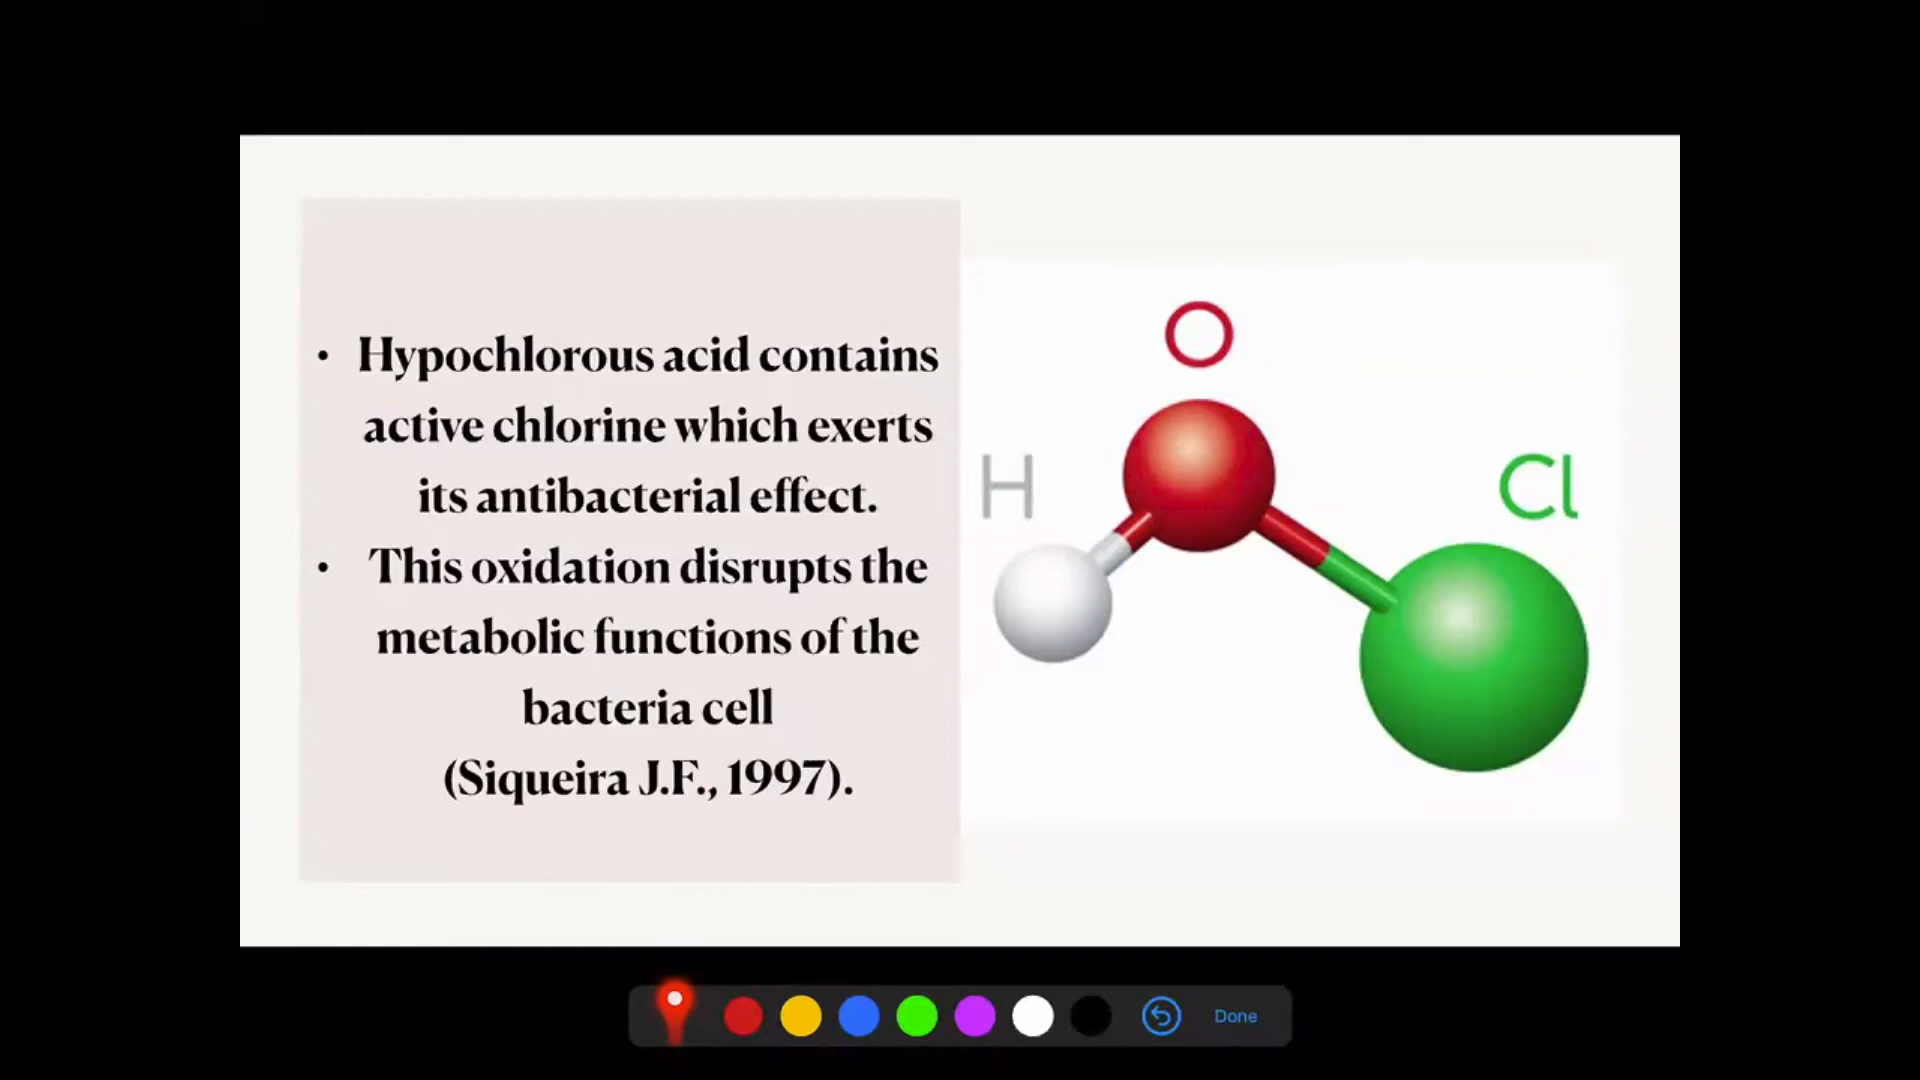 • Hypochlorous acid contains
active chlorine which exerts
its antibacterial effect.
• This oxidation disrupts the
metabolic functions of the
bacteria cell
(Siqueira J.F., 1997).
O
H
Cl
Done